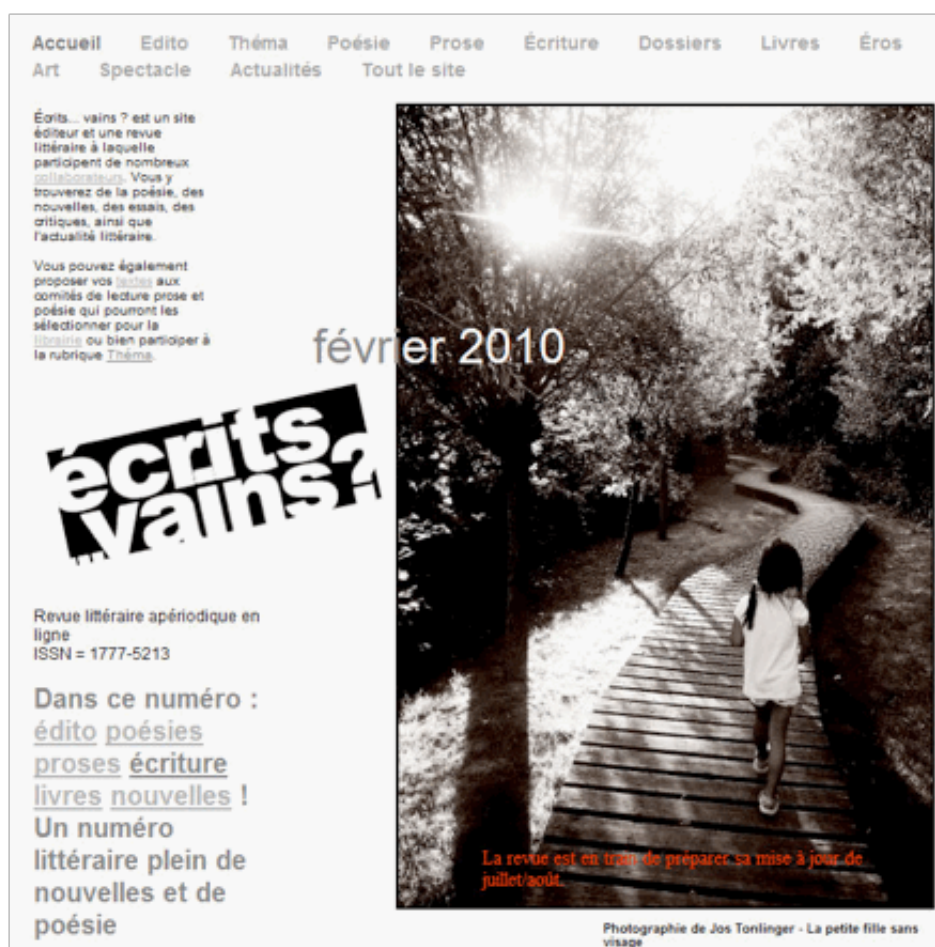 Accueil Edito Théma Poésie Prose Écriture Dossiers Livres Éros
Art Spectacle Actualités Tout le site
Écrits... vains ? est un site
éditeur et une revue
littéraire à laquelle
participent de nombreux
collaborateurs. Vous y
trouverez de la poésie, des
nouvelles, des essais, des
critiques, ainsi que
l'actualité littéraire.
Vous pouvez également
proposer vos textes aux
comités de lecture prose et
poésie qui pourront les
sélectionner pour la
librairie ou bien participer à
la rubrique Théma.
février 2010
écrits
...vains?
Revue littéraire apériodique en
ligne
ISSN = 1777-5213
Dans ce numéro :
édito poésies
proses écriture
livres nouvelles !
Un numéro
littéraire plein de
nouvelles et de
poésie
La revue est en train de préparer sa mise à jour de
juillet/août.
Photographie de Jos Tonlinger - La petite fille sans
visage